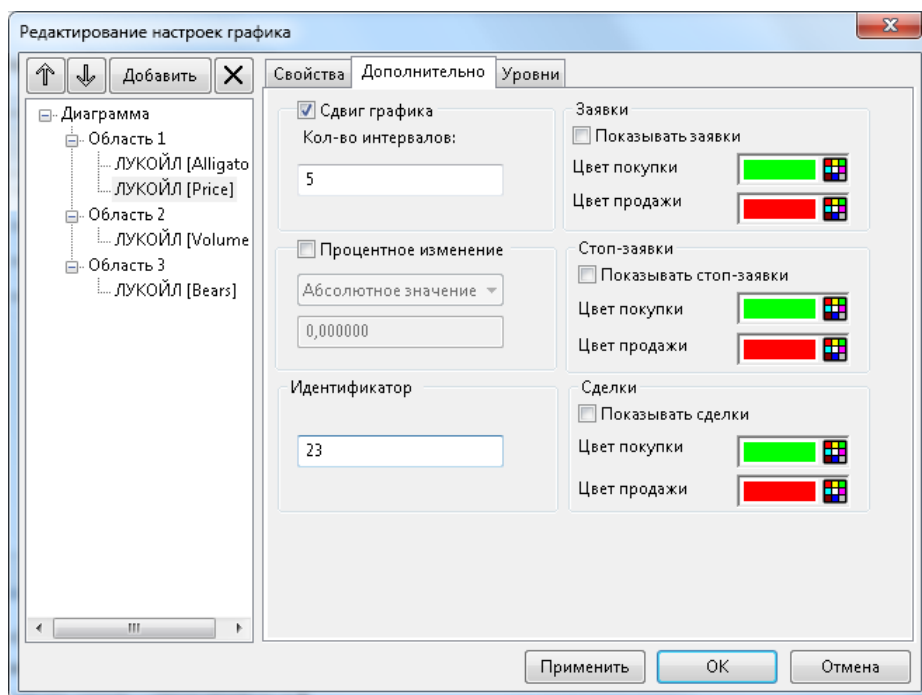 Редактирование настроек графика
Добавить
Диаграмма
Область 1
ЛУКОЙЛ [Alligato
ЛУКОЙЛ [Price]
Область 2
ЛУКОЙЛ [Volume
Область 3
ЛУКОЙЛ [Bears]
Свойства Дополнительно Уровни
Сдвиг графика
Кол-во интервалов:
5
Процентное изменение
Абсолютное значение
0,000000
Идентификатор
23
Заявки
Показывать заявки
Цвет покупки
Цвет продажи
Стоп-заявки
Показывать стоп-заявки
Цвет покупки
Цвет продажи
Сделки
Показывать сделки
Цвет покупки
Цвет продажи
Применить OK Отмена